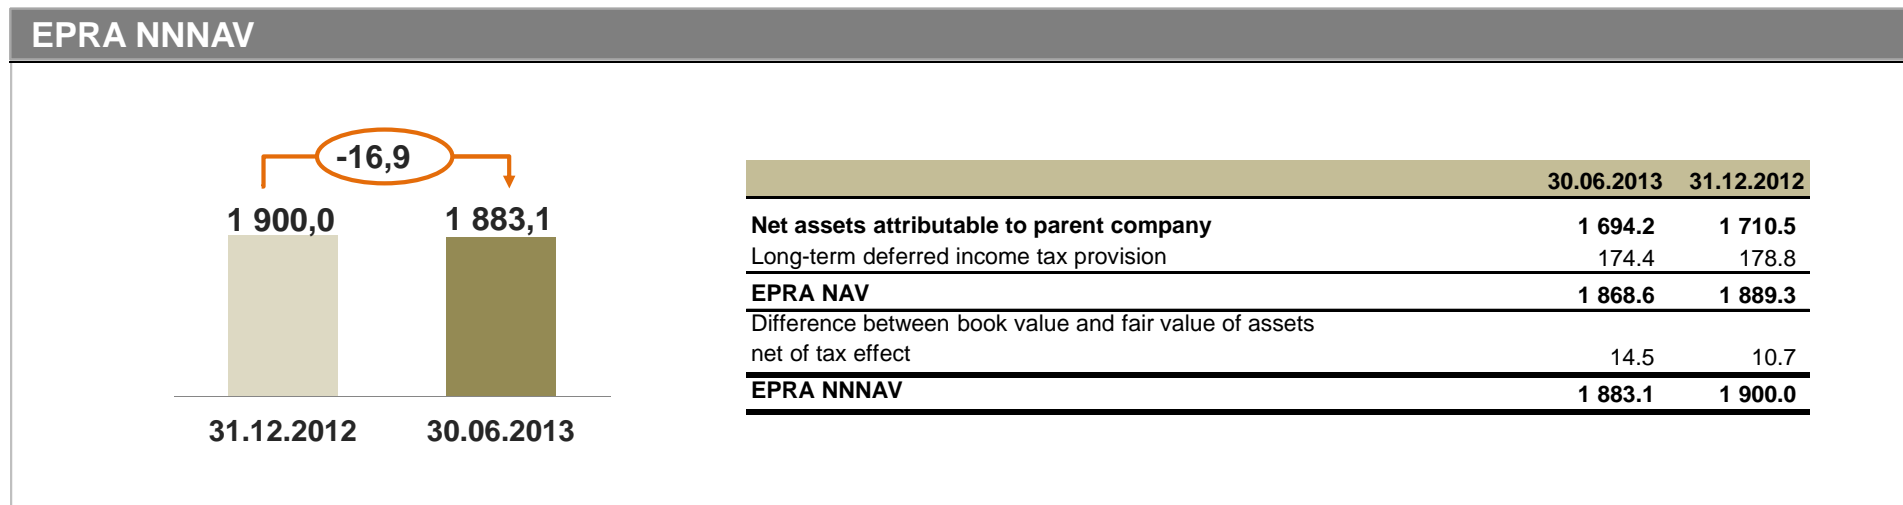 EPRA NNNAV
-16,9
1 900,0 1 883,1
31.12.2012 30.06.2013
30.06.2013 31.12.2012
Net assets attributable to parent company 1 694.2 1 710.5
Long-term deferred income tax provision 174.4 178.8
EPRA NAV 1 868.6 1 889.3
Difference between book value and fair value of assets
net of tax effect 14.5 10.7
EPRA NNNAV 1 883.1 1 900.0